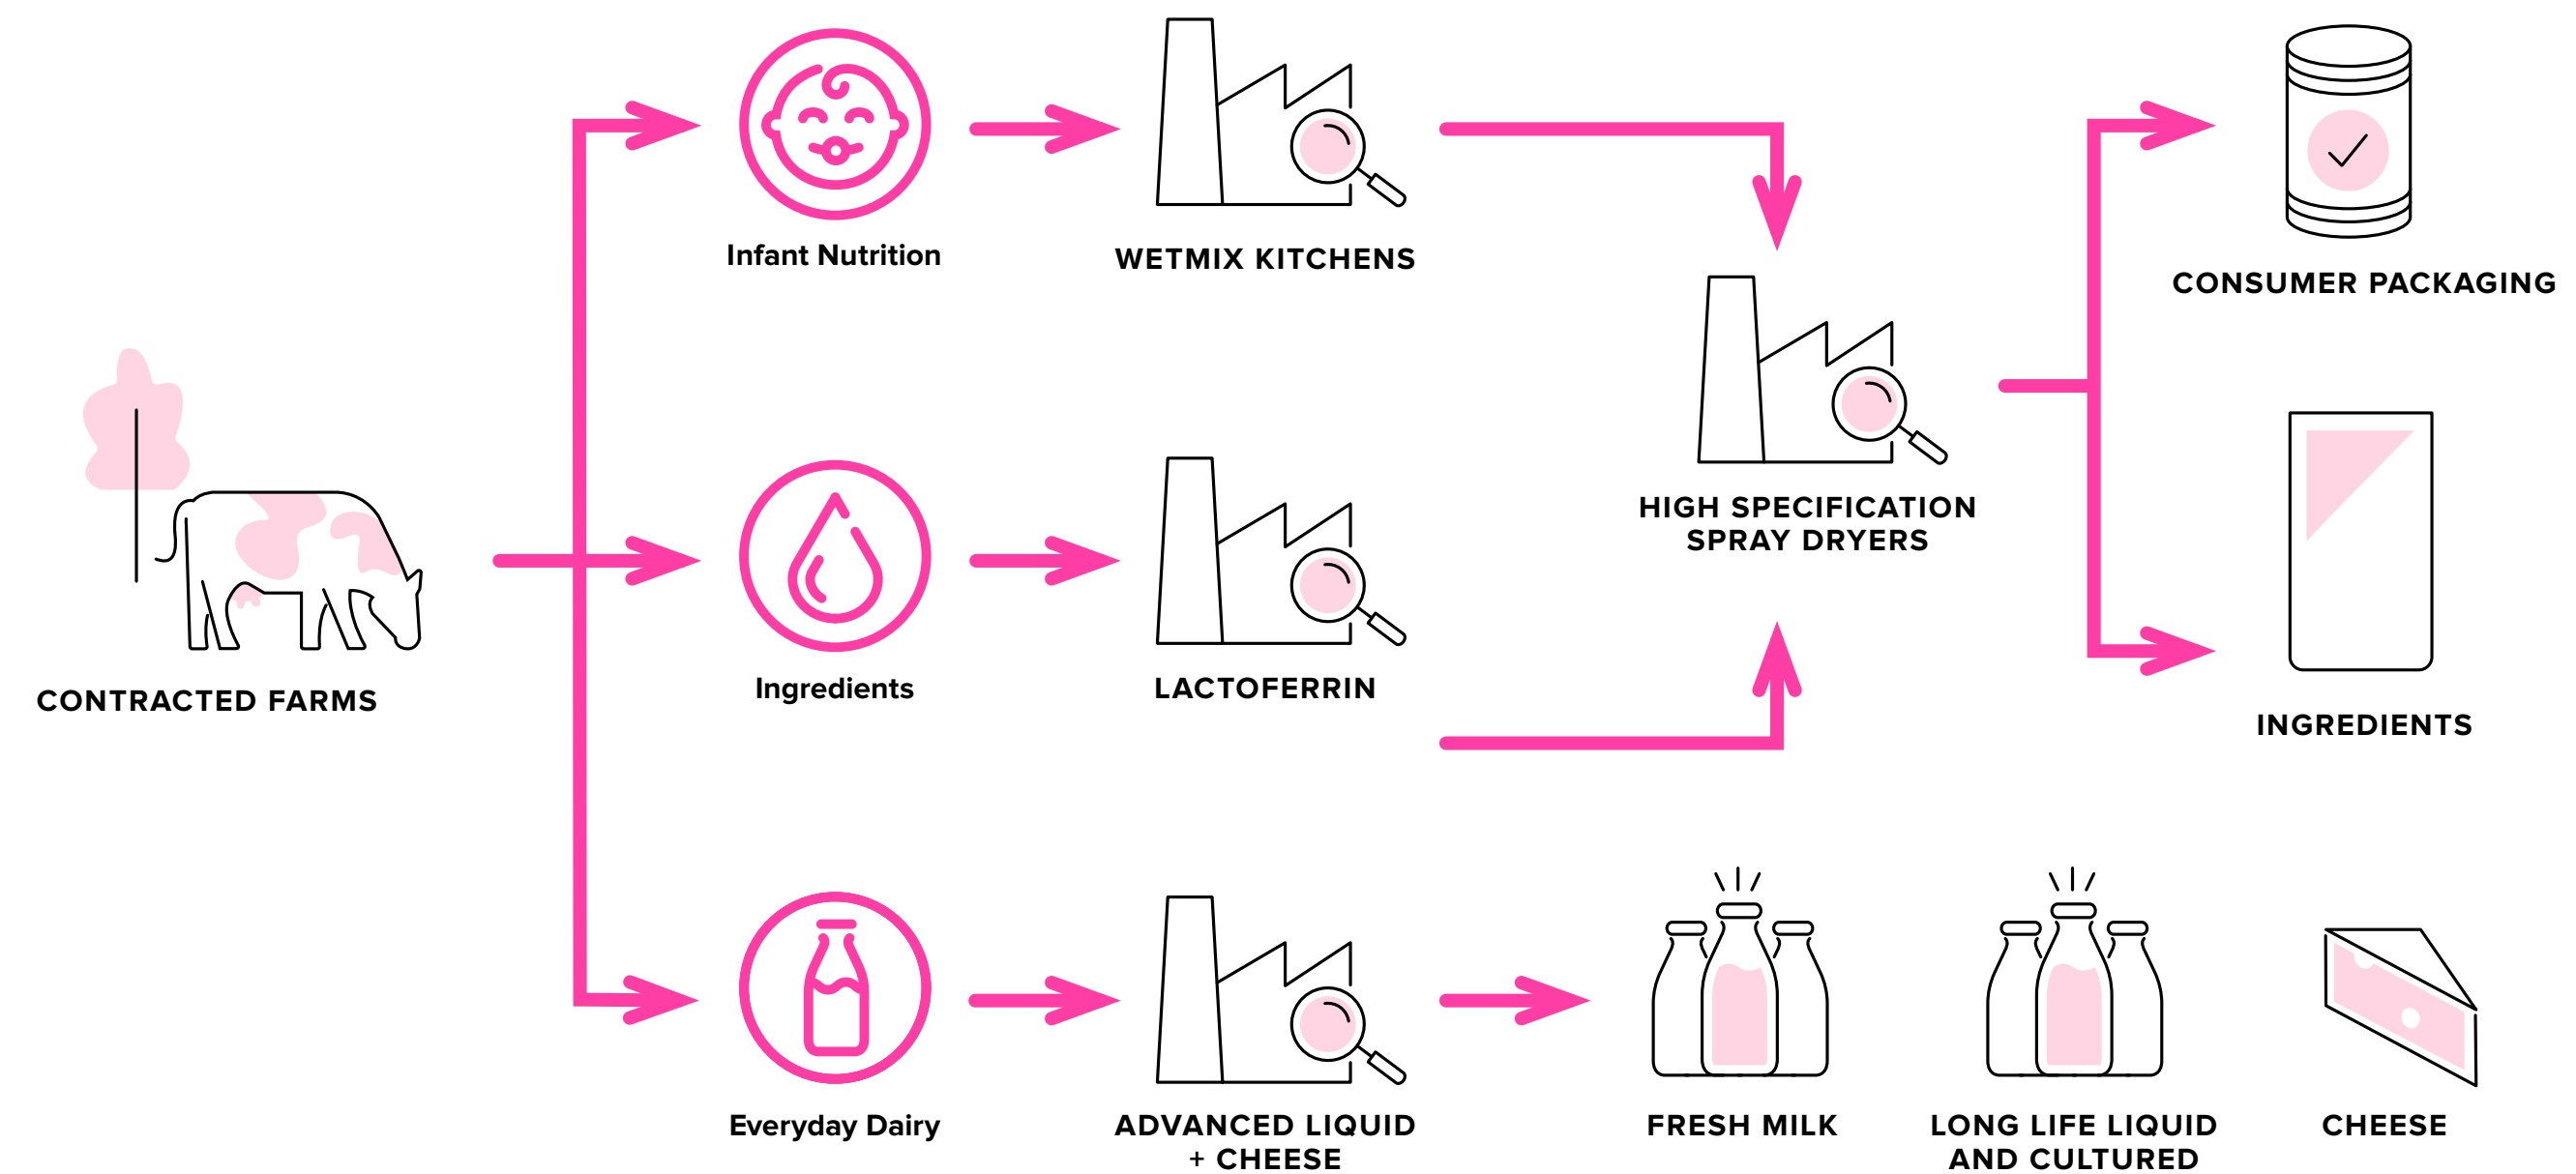 Infant Nutrition
WETMIX KITCHENS
CONSUMER PACKAGING
HIGH SPECIFICATION
SPRAY DRYERS
CONTRACTED FARMS
Ingredients
LACTOFERRIN
INGREDIENTS
Everyday Dairy
ADVANCED LIQUID
+ CHEESE
FRESH MILK
LONG LIFE LIQUID
AND CULTURED
CHEESE